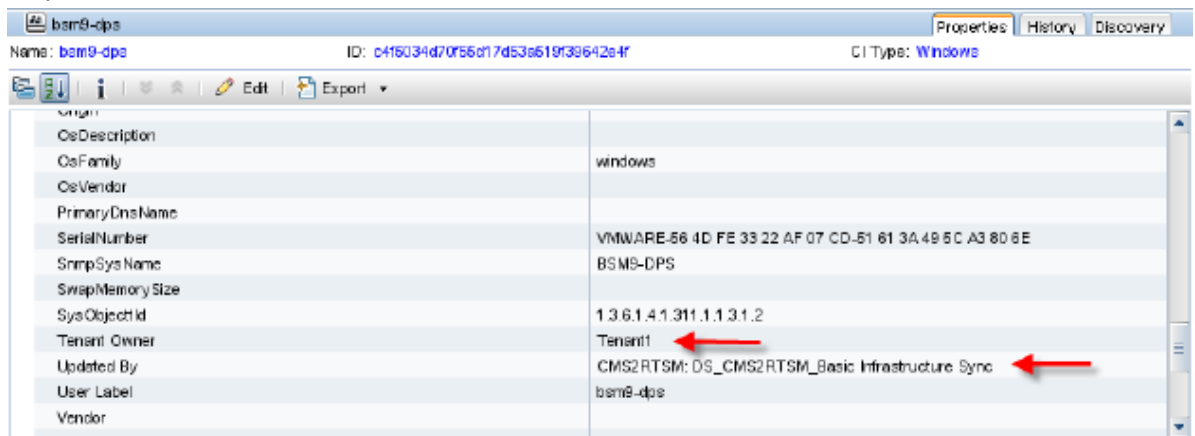 bsm9-dps
Properties History Discovery
Name: bsm9-dps ID: c4f6034d70f55cf17d53a519f39642e4f CI Type: Windows
Edit Export
Origin
OsDescription
OsFamily windows
OsVendor
PrimaryDnsName
SerialNumber VMWARE-56 4D FE 33 22 AF 07 CD-51 61 3A 49 5C A3 80 6E
SnmpSysName BSM9-DPS
SwapMemorySize
SysObjectId 1.3.6.1.4.1.311.1.1.3.1.2
Tenant Owner Tenant1
Updated By CMS2RTSM: DS_CMS2RTSM_Basic Infrastructure Sync
User Label bsm9-dps
Vendor